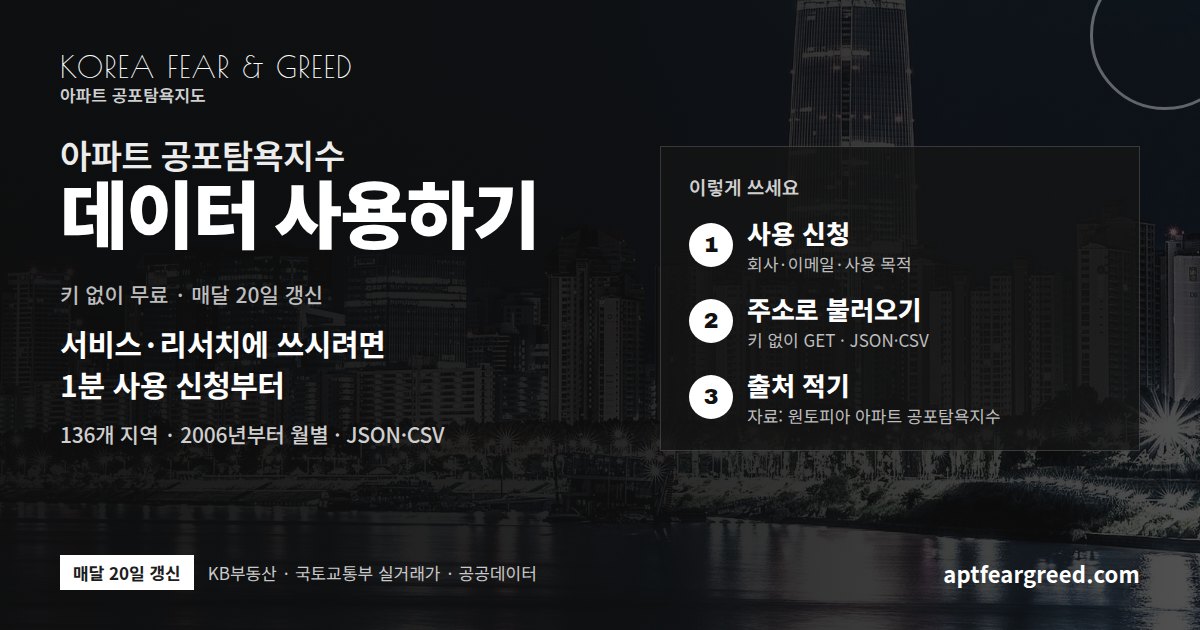 KOREA FEAR & GREED
아파트 공포탐욕지도
아파트 공포탐욕지수
데이터 사용하기
키 없이 무료 · 매달 20일 갱신
서비스·리서치에 쓰시려면
1분 사용 신청부터
136개 지역 · 2006년부터 월별 · JSON·CSV
이렇게 쓰세요
1 사용 신청
회사·이메일·사용 목적
2 주소로 불러오기
키 없이 GET · JSON·CSV
3 출처 적기
자료: 원토피아 아파트 공포탐욕지수
매달 20일 갱신 KB부동산 · 국토교통부 실거래가 · 공공데이터
aptfeargreed.com